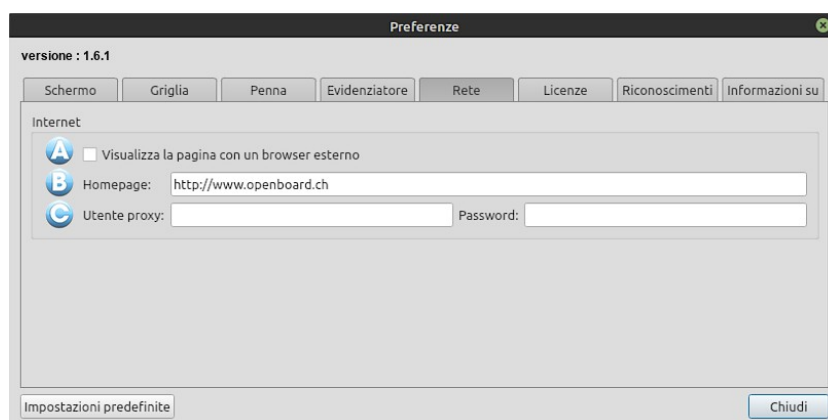 Preferenze
versione : 1.6.1
Schermo Griglia Penna Evidenziatore Rete Licenze Riconoscimenti Informazioni su
Internet
A Visualizza la pagina con un browser esterno
B Homepage: http://www.openboard.ch
C Utente proxy: Password:
Impostazioni predefinite Chiudi